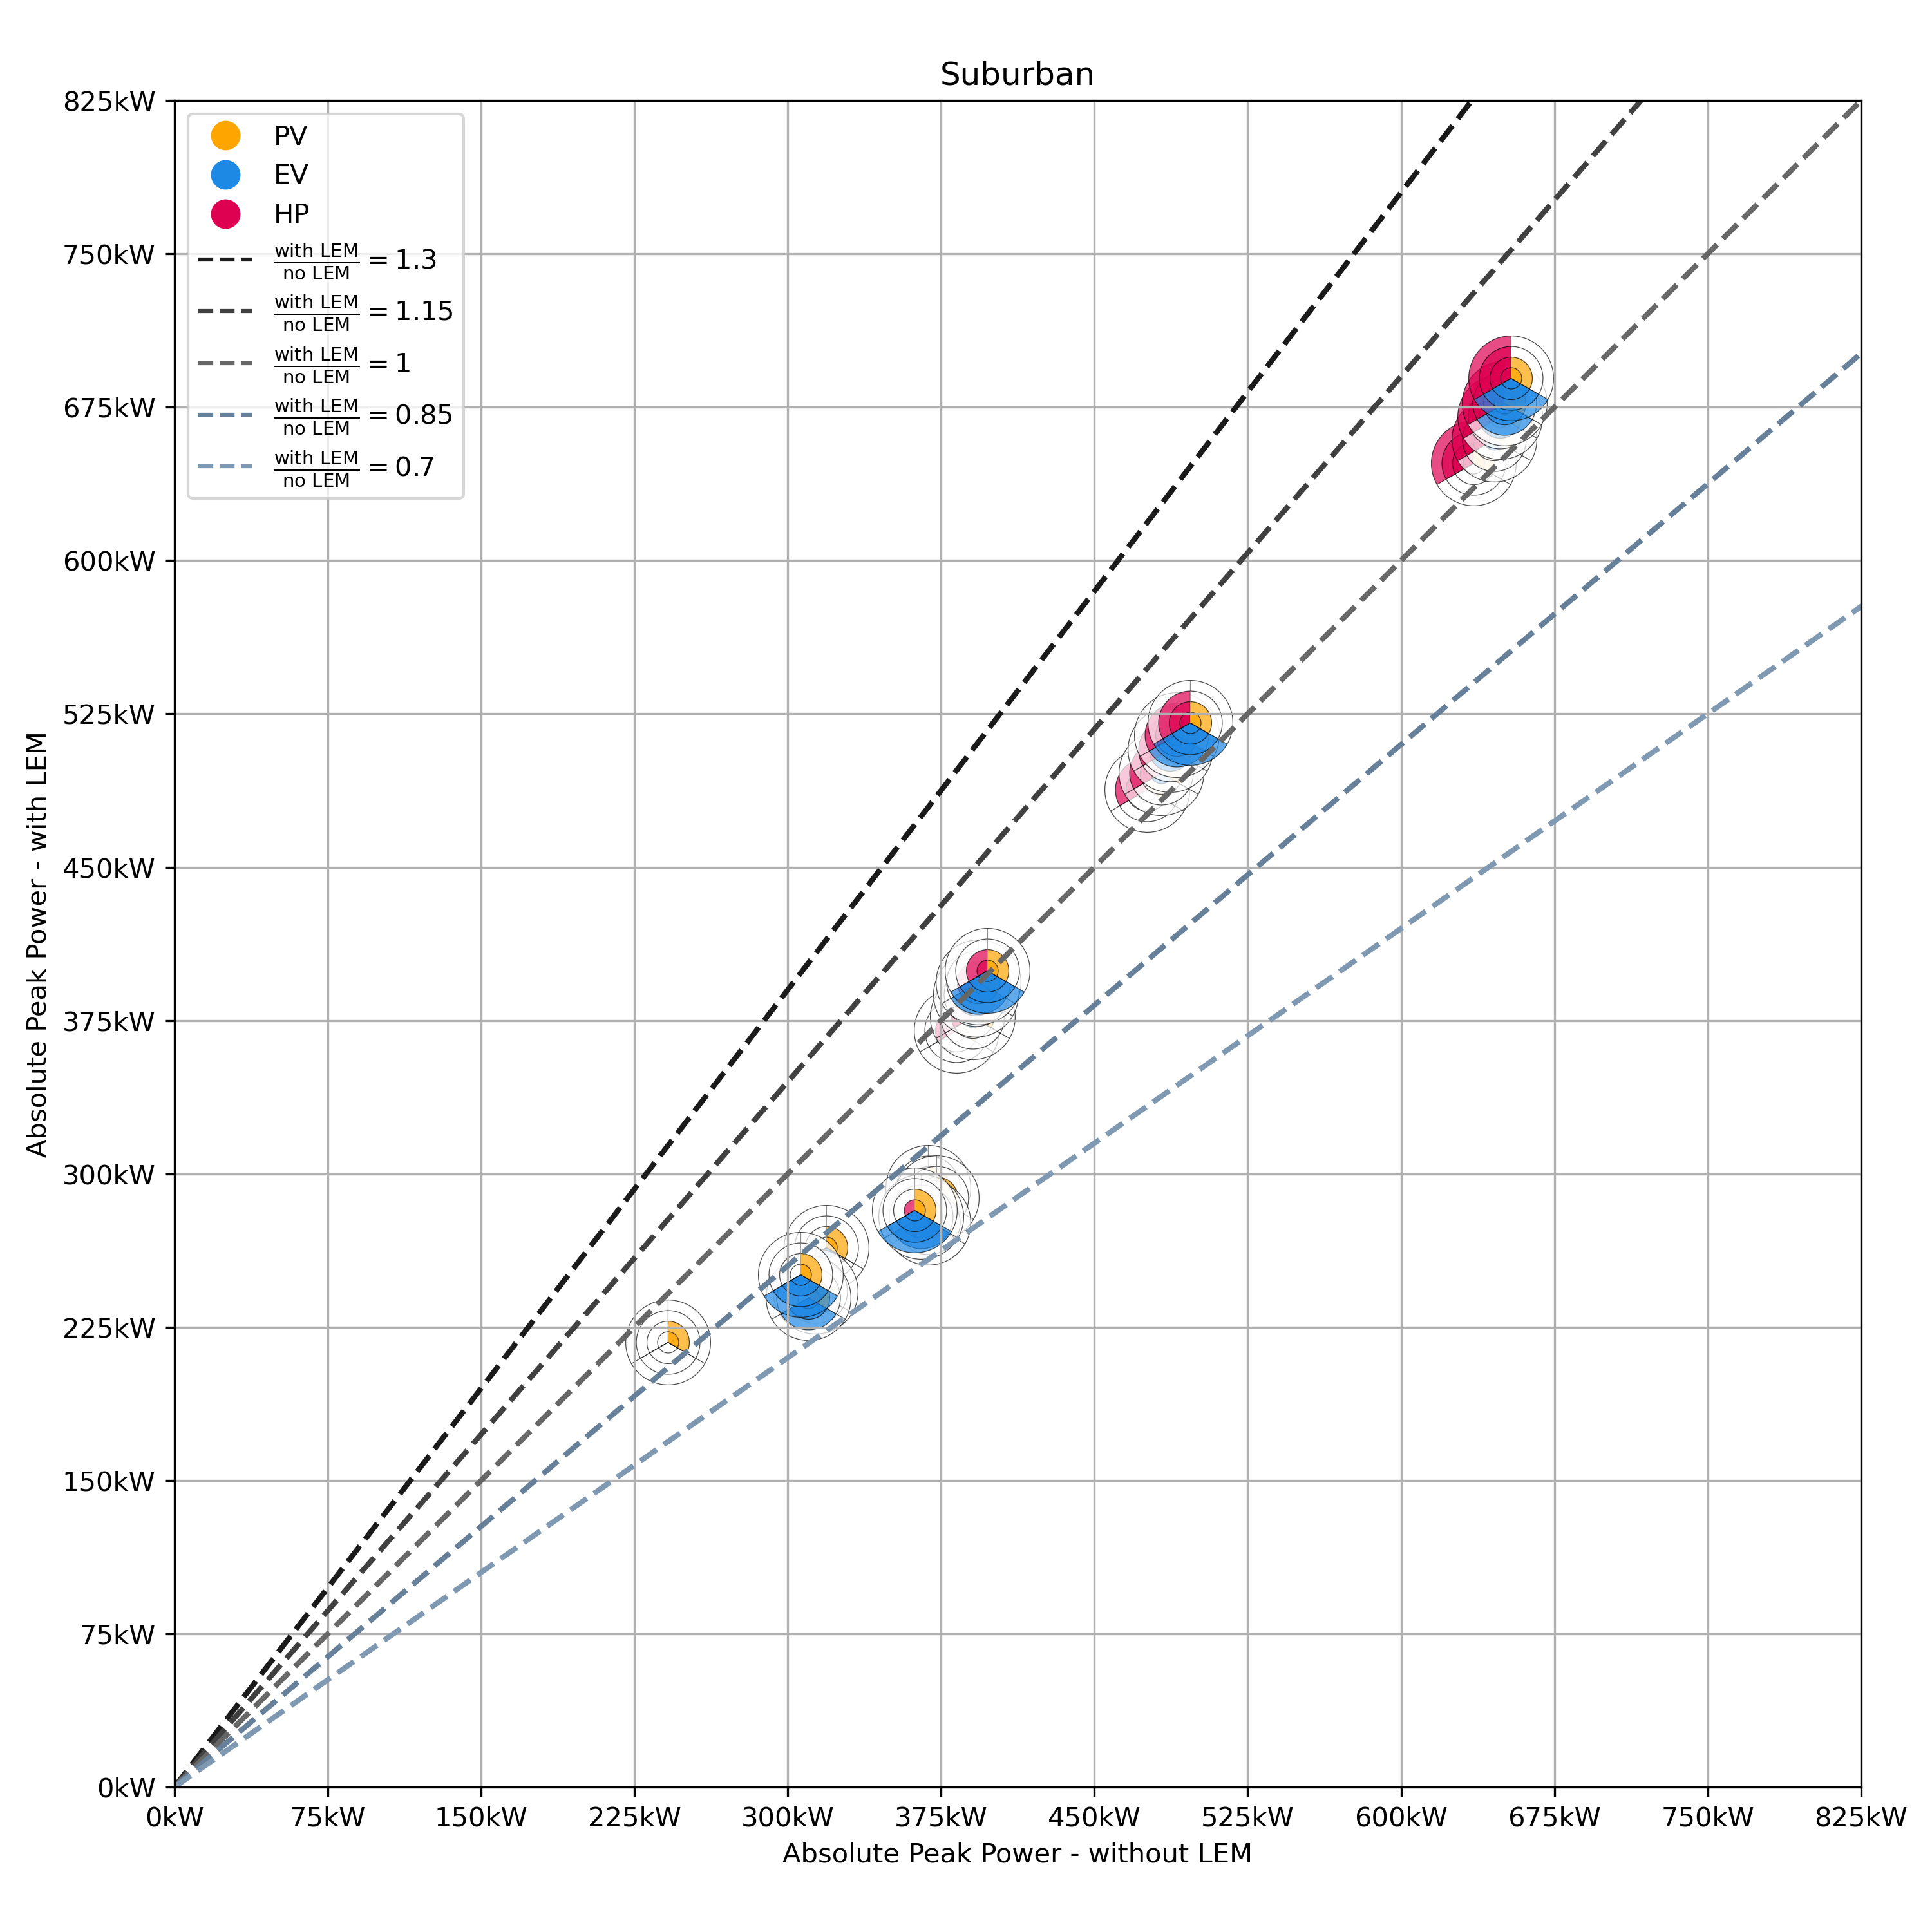 Suburban
825kW
750kW
675kW
600kW
525kW
450kW
375kW
300kW
225kW
150kW
75kW
0kW
Absolute Peak Power - with LEM
PV
EV
HP
with LEM
no LEM
= 1.3
with LEM
no LEM
= 1.15
with LEM
no LEM
= 1
with LEM
no LEM
= 0.85
with LEM
no LEM
= 0.7
0kW 75kW 150kW 225kW 300kW 375kW 450kW 525kW 600kW 675kW 750kW 825kW
Absolute Peak Power - without LEM